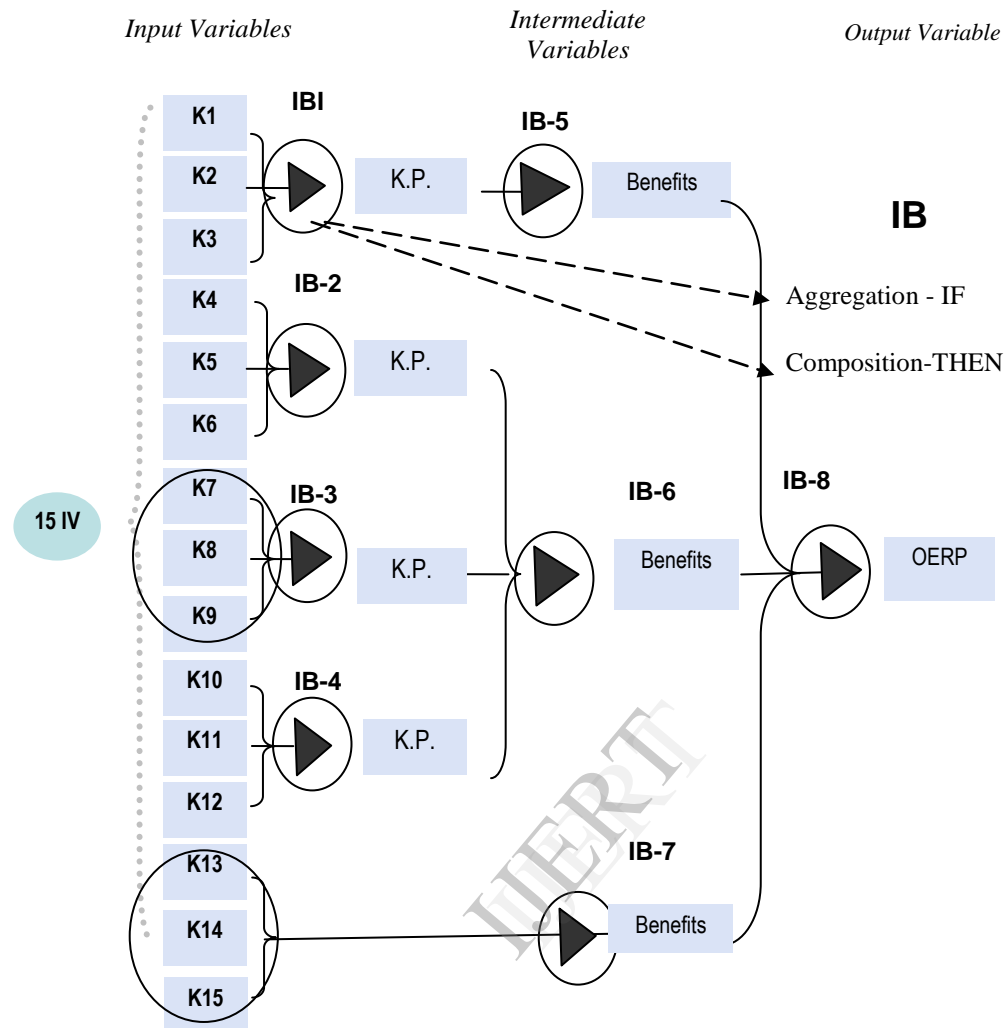 Input Variables
Intermediate
Variables
Output Variable
IBI
IB-5
K1
K2
K3
K.P.
Benefits
IB
IB-2
Aggregation - IF
K4
K5
K6
K.P.
Composition-THEN
15 IV
K7
K8
K9
IB-3
K.P.
IB-6
Benefits
IB-8
OERP
K10
K11
K12
IB-4
K.P.
IJERT
K13
K14
K15
IB-7
Benefits